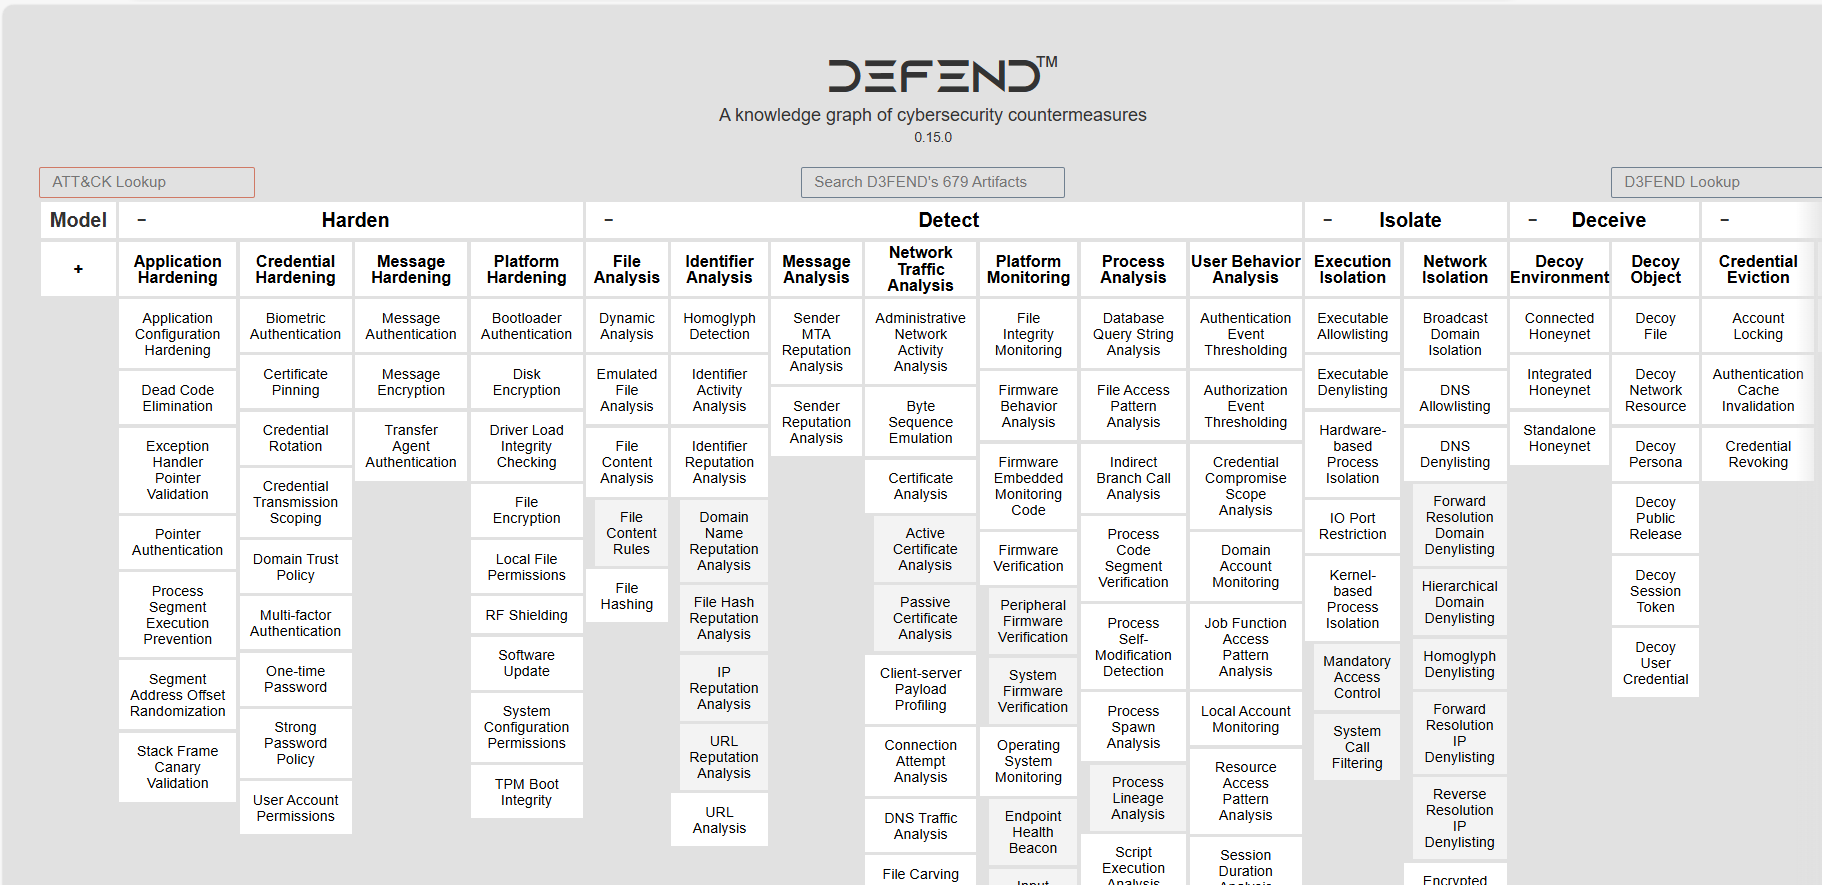 DEFEND™
A knowledge graph of cybersecurity countermeasures
0.15.0
ATT&CK Lookup
Search D3FEND's 679 Artifacts
D3FEND Lookup
Model
– Harden
– Detect
– Isolate
– Deceive
–
+
Application
Hardening
Credential
Hardening
Message
Hardening
Platform
Hardening
File
Analysis
Identifier
Analysis
Message
Analysis
Network
Traffic
Analysis
Platform
Monitoring
Process
Analysis
User Behavior
Analysis
Execution
Isolation
Network
Isolation
Decoy
Environment
Decoy
Object
Credential
Eviction
Application
Configuration
Hardening
Dead Code
Elimination
Exception
Handler
Pointer
Validation
Pointer
Authentication
Process
Segment
Execution
Prevention
Segment
Address Offset
Randomization
Stack Frame
Canary
Validation
Biometric
Authentication
Certificate
Pinning
Credential
Rotation
Credential
Transmission
Scoping
Domain Trust
Policy
Multi-factor
Authentication
One-time
Password
Strong
Password
Policy
User Account
Permissions
Message
Authentication
Message
Encryption
Transfer
Agent
Authentication
Bootloader
Authentication
Disk
Encryption
Driver Load
Integrity
Checking
File
Encryption
Local File
Permissions
RF Shielding
Software
Update
System
Configuration
Permissions
TPM Boot
Integrity
Dynamic
Analysis
Emulated
File
Analysis
File
Content
Analysis
File
Content
Rules
File
Hashing
Homoglyph
Detection
Identifier
Activity
Analysis
Identifier
Reputation
Analysis
Domain
Name
Reputation
Analysis
File Hash
Reputation
Analysis
IP
Reputation
Analysis
URL
Reputation
Analysis
URL
Analysis
Sender
MTA
Reputation
Analysis
Sender
Reputation
Analysis
Administrative
Network
Activity
Analysis
Byte
Sequence
Emulation
Certificate
Analysis
Active
Certificate
Analysis
Passive
Certificate
Analysis
Client-server
Payload
Profiling
Connection
Attempt
Analysis
DNS Traffic
Analysis
File Carving
File
Integrity
Monitoring
Firmware
Behavior
Analysis
Firmware
Embedded
Monitoring
Code
Firmware
Verification
Peripheral
Firmware
Verification
System
Firmware
Verification
Operating
System
Monitoring
Endpoint
Health
Beacon
Input
Database
Query String
Analysis
File Access
Pattern
Analysis
Indirect
Branch Call
Analysis
Process
Code
Segment
Verification
Process
Self-
Modification
Detection
Process
Spawn
Analysis
Process
Lineage
Analysis
Script
Execution
Analysis
Authentication
Event
Thresholding
Authorization
Event
Thresholding
Credential
Compromise
Scope
Analysis
Domain
Account
Monitoring
Job Function
Access
Pattern
Analysis
Local Account
Monitoring
Resource
Access
Pattern
Analysis
Session
Duration
Analysis
Executable
Allowlisting
Executable
Denylisting
Hardware-
based
Process
Isolation
IO Port
Restriction
Kernel-
based
Process
Isolation
Mandatory
Access
Control
System
Call
Filtering
Broadcast
Domain
Isolation
DNS
Allowlisting
DNS
Denylisting
Forward
Resolution
Domain
Denylisting
Hierarchical
Domain
Denylisting
Homoglyph
Denylisting
Forward
Resolution
IP
Denylisting
Reverse
Resolution
IP
Denylisting
Encrypted
Connected
Honeynet
Integrated
Honeynet
Standalone
Honeynet
Decoy
File
Decoy
Network
Resource
Decoy
Persona
Decoy
Public
Release
Decoy
Session
Token
Decoy
User
Credential
Account
Locking
Authentication
Cache
Invalidation
Credential
Revoking